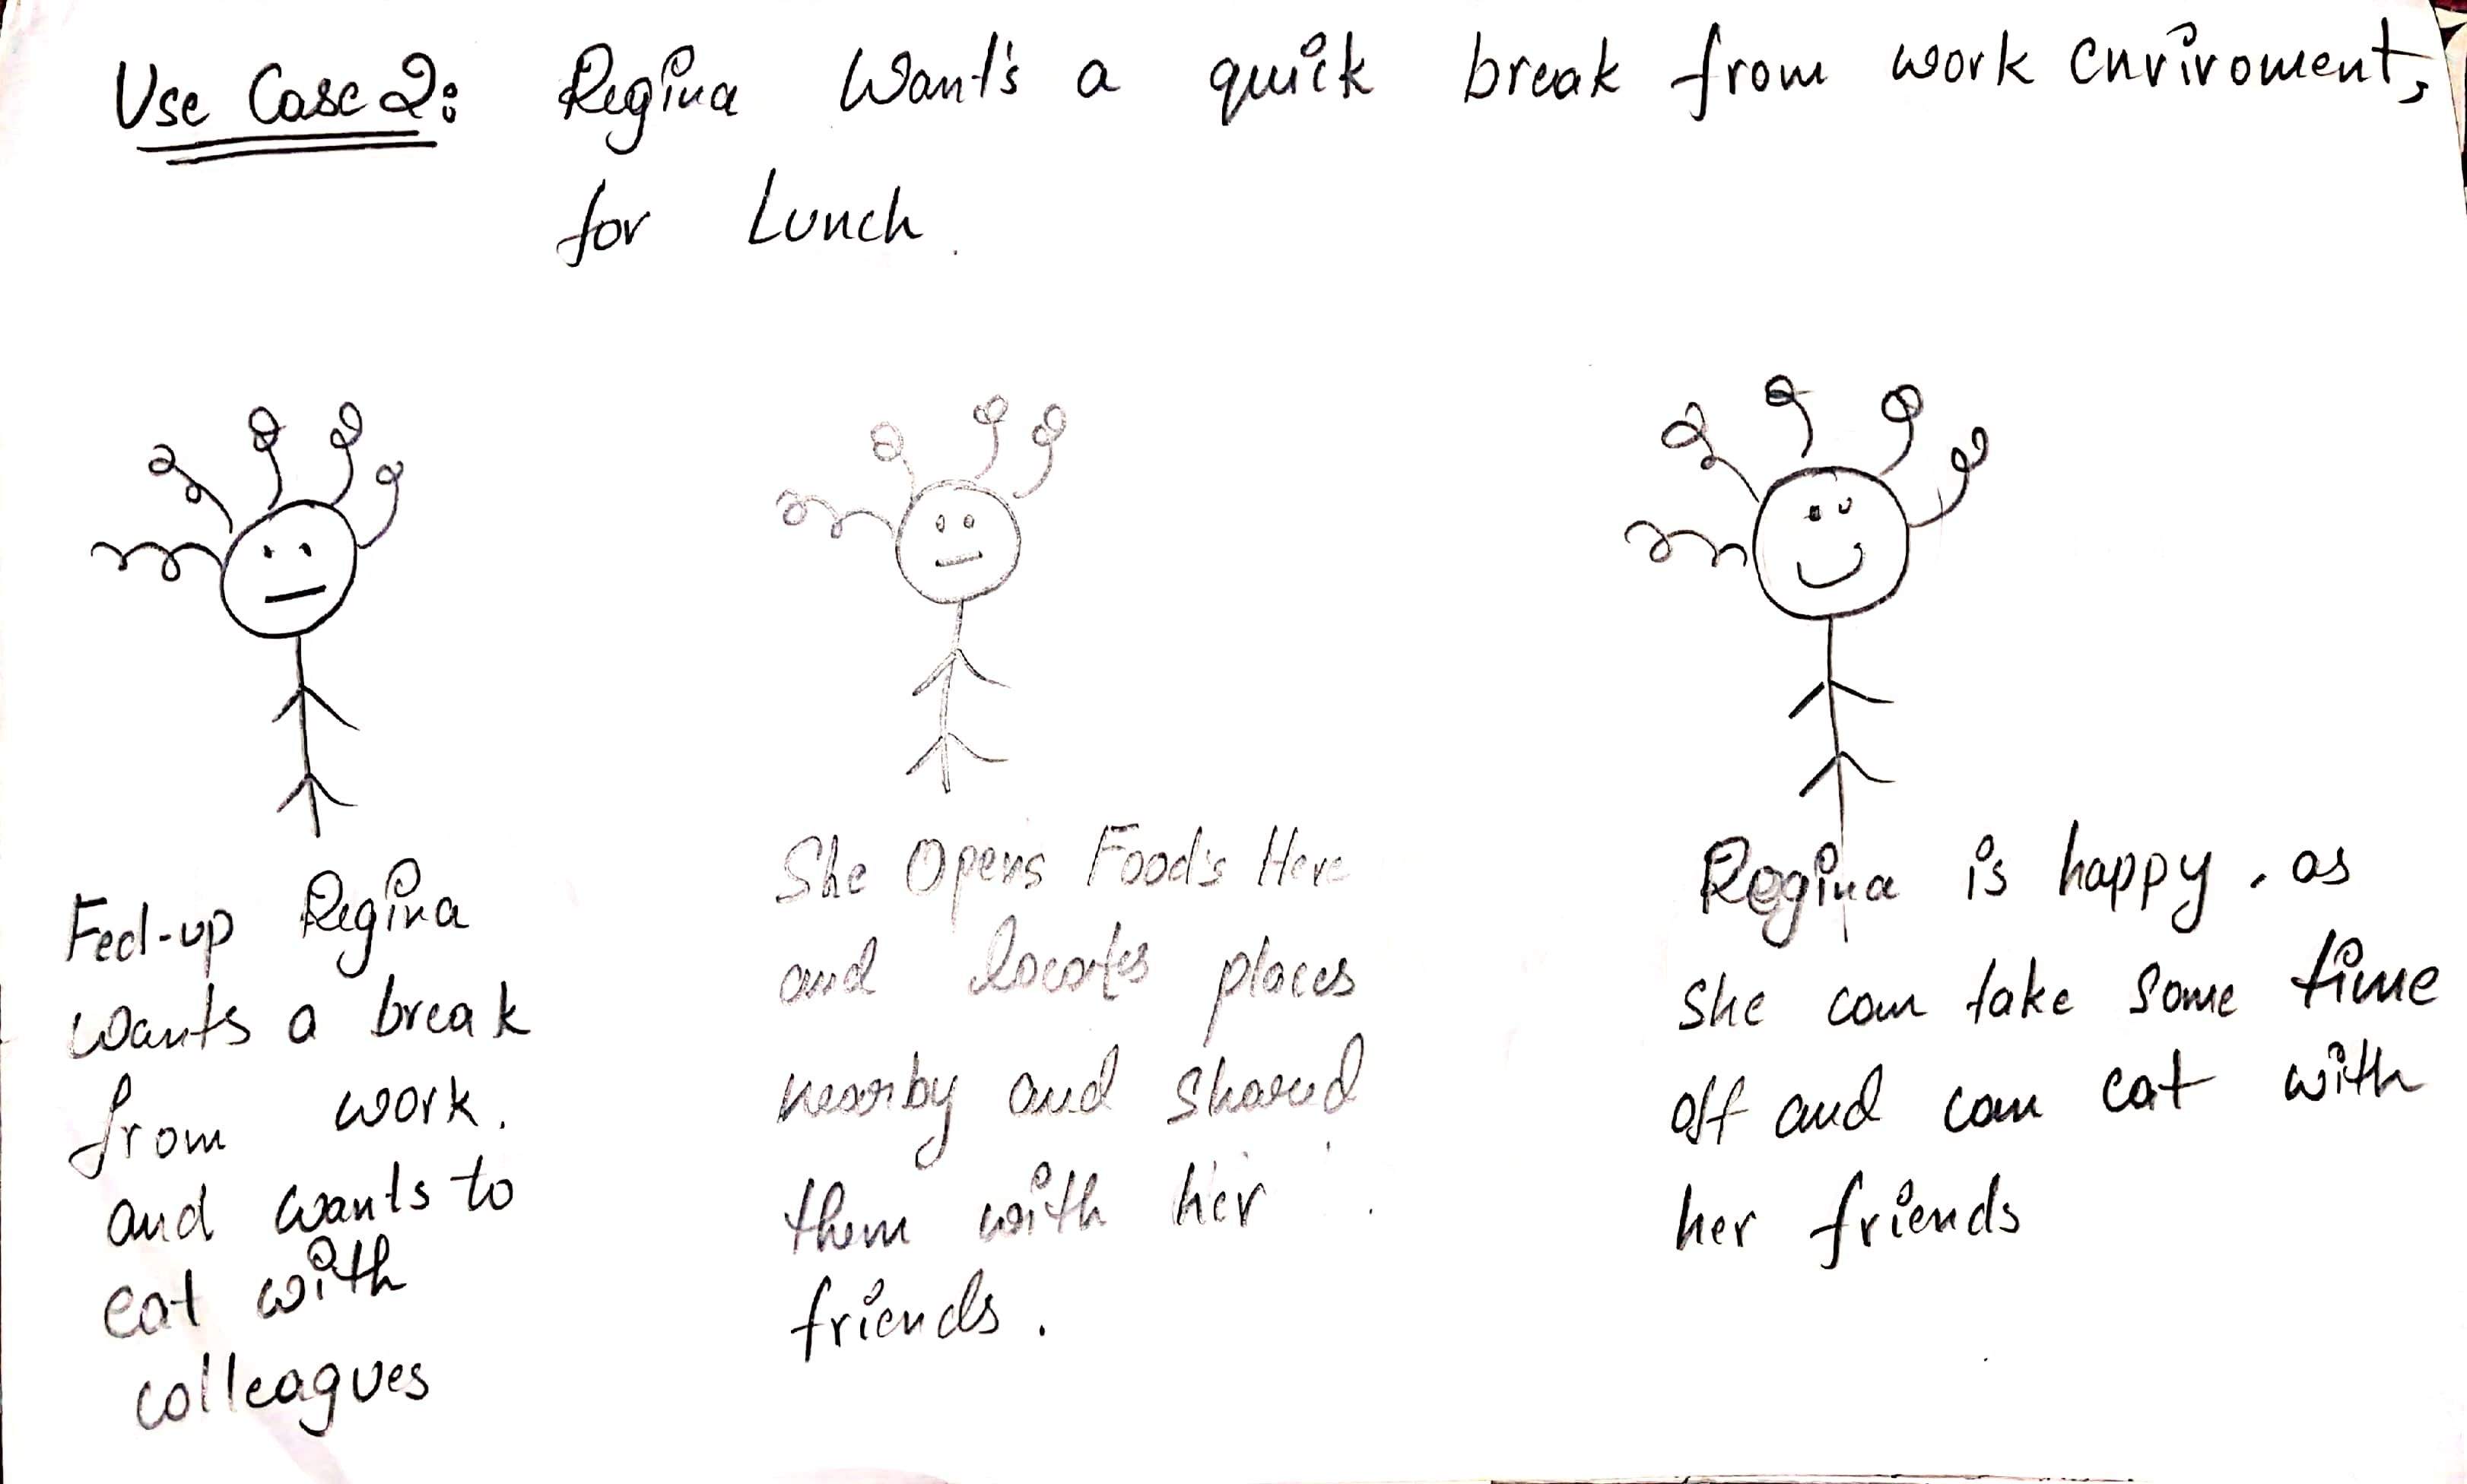 Use Case 2: Regina Want's a quick break from work enviroment,
for Lunch.
Fed-up Regina
wants a break
from work.
and wants to
eat with
colleagues
She Opens Food's Here
and locates places
nearby and shared
them with her
friends.
Regina is happy, as
she can take some time
off and can eat with
her friends